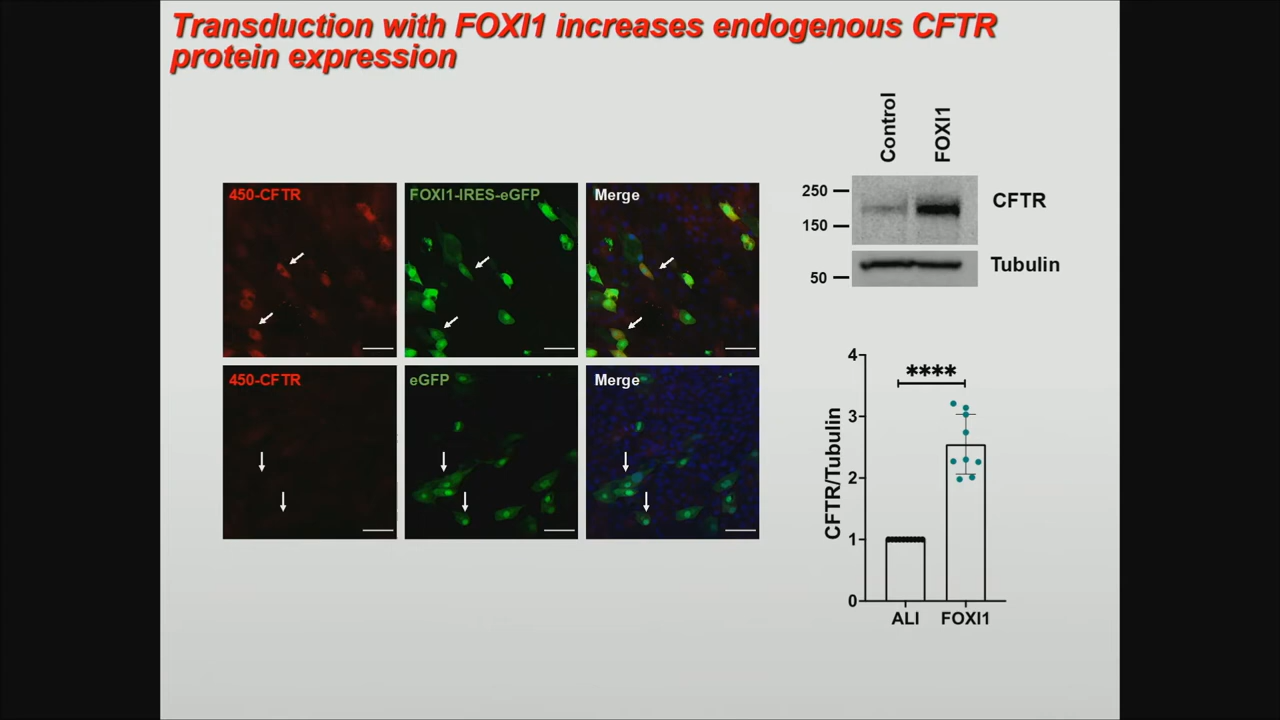 Transduction with FOXI1 increases endogenous CFTR
protein expression
450-CFTR
FOXI1-IRES-eGFP
Merge
450-CFTR
eGFP
Merge
Control
FOXI1
250
150
CFTR
50
Tubulin
4
3
2
1
0
CFTR/Tubulin
****
ALI
FOXI1